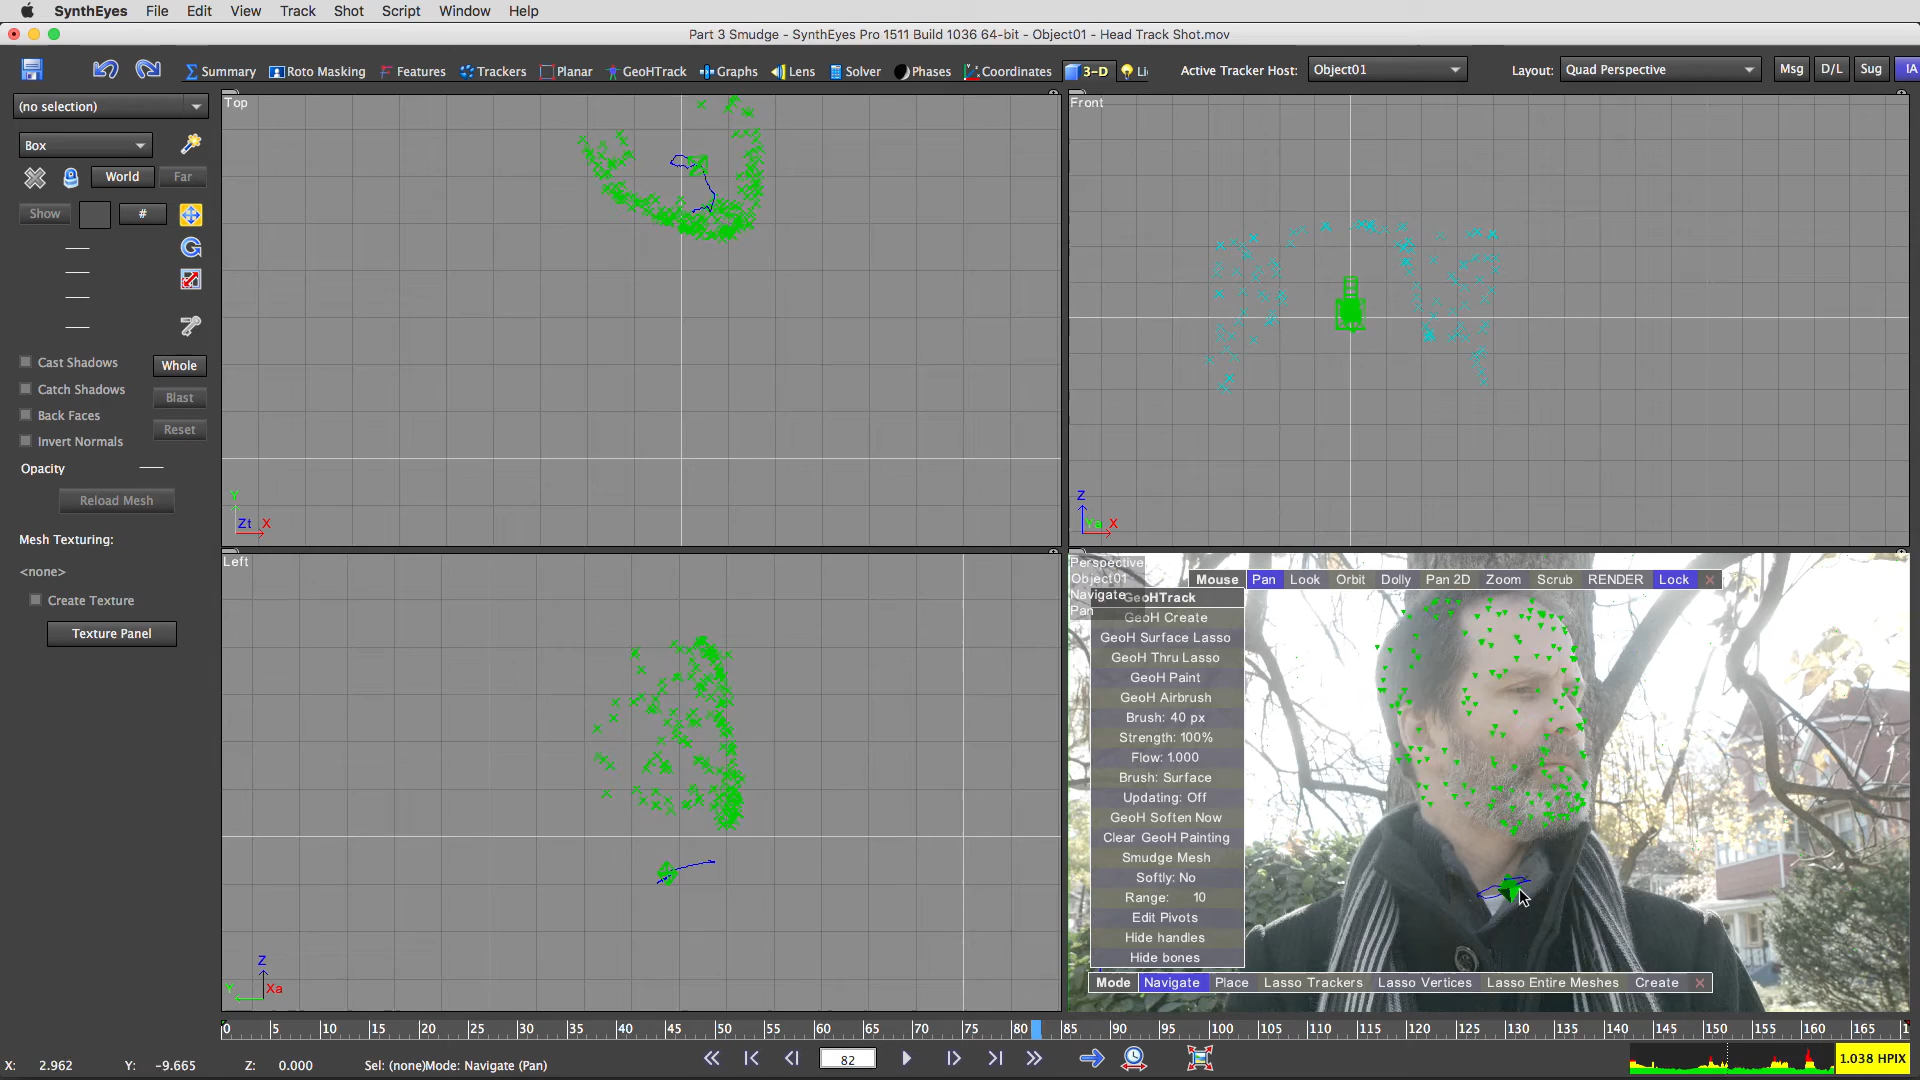 SynthEyes File Edit View Track Shot Script Window Help
Part 3 Smudge - SynthEyes Pro 1511 Build 1036 64-bit - Object01 - Head Track Shot.mov
Summary Roto Masking Features Trackers Planar GeoHTrack Graphs Lens Solver Phases Coordinates 3-D Li Active Tracker Host: Object01 Layout: Quad Perspective Msg D/L Sug IA
(no selection)
Box
World Far
Show #
Cast Shadows Whole
Catch Shadows Blast
Back Faces Reset
Invert Normals
Opacity
Reload Mesh
Mesh Texturing:
<none>
Create Texture
Texture Panel
Top
Y
Zt X
Front
Z
Ya X
Left
Z
Y Xa
Perspective
Object01
Navigate
Pan
Mouse Pan Look Orbit Dolly Pan 2D Zoom Scrub RENDER Lock X
GeoHTrack
GeoH Create
GeoH Surface Lasso
GeoH Thru Lasso
GeoH Paint
GeoH Airbrush
Brush: 40 px
Strength: 100%
Flow: 1.000
Brush: Surface
Updating: Off
GeoH Soften Now
Clear GeoH Painting
Smudge Mesh
Softly: No
Range: 10
Edit Pivots
Hide handles
Hide bones
Mode Navigate Place Lasso Trackers Lasso Vertices Lasso Entire Meshes Create X
0 5 10 15 20 25 30 35 40 45 50 55 60 65 70 75 80 85 90 95 100 105 110 115 120 125 130 135 140 145 150 155 160 165 1
X: 2.962 Y: -9.665 Z: 0.000 Sel: (none)Mode: Navigate (Pan) 82 1.038 HPIX